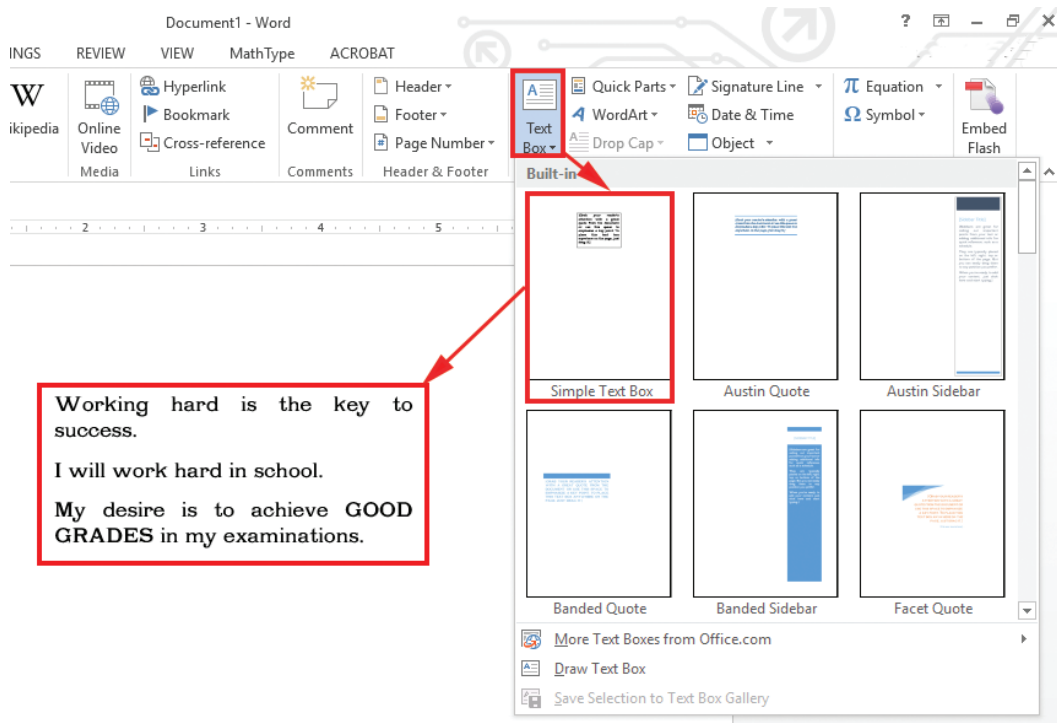 Document1 - Word
?
INGS REVIEW VIEW MathType ACROBAT
W
ikipedia
Online
Video
Media
Hyperlink
Bookmark
Cross-reference
Links
Comment
Comments
Header
Footer
# Page Number
Header & Footer
A
Text
Box
Quick Parts
WordArt
Drop Cap
Signature Line
Date & Time
Object
π Equation
Ω Symbol
Embed
Flash
Built-in
2 3 4 5
Simple Text Box Austin Quote Austin Sidebar
Banded Quote Banded Sidebar Facet Quote
More Text Boxes from Office.com
Draw Text Box
Save Selection to Text Box Gallery
Working hard is the key to
success.
I will work hard in school.
My desire is to achieve GOOD
GRADES in my examinations.